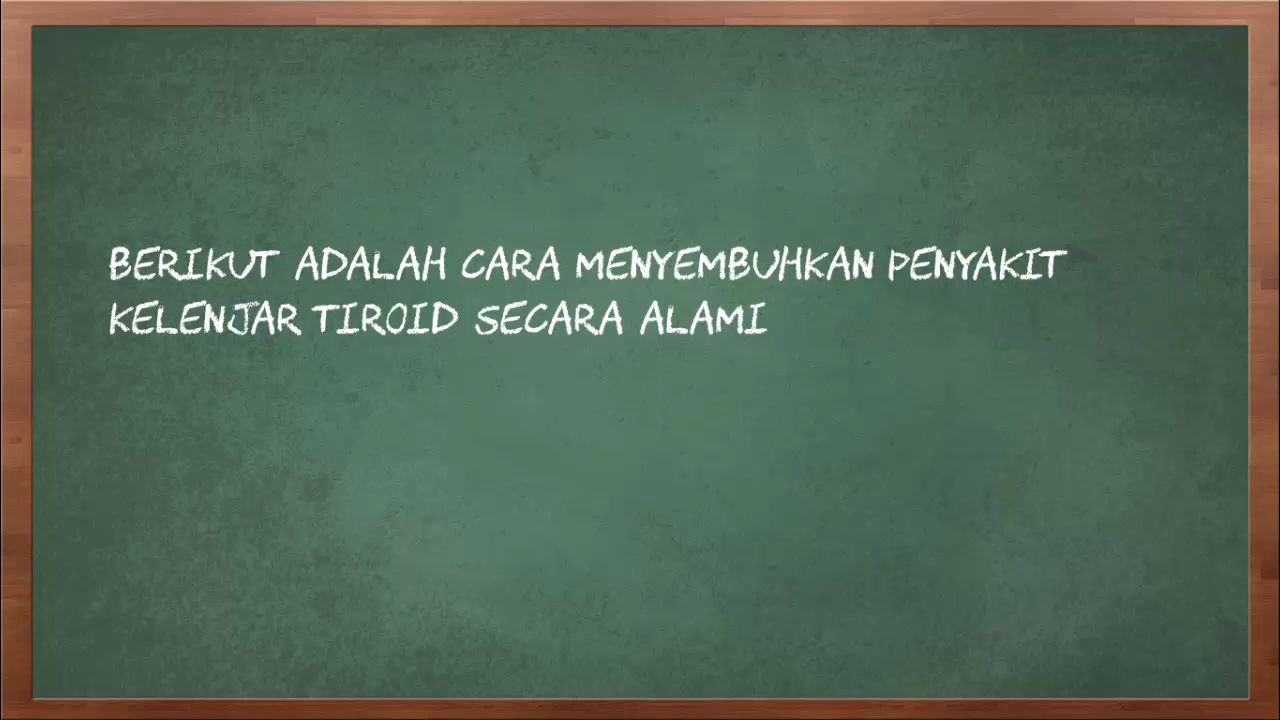 BERIKUT ADALAH CARA MENYEMBUHKAN PENYAKIT
KELENJAR TIROID SECARA ALAMI